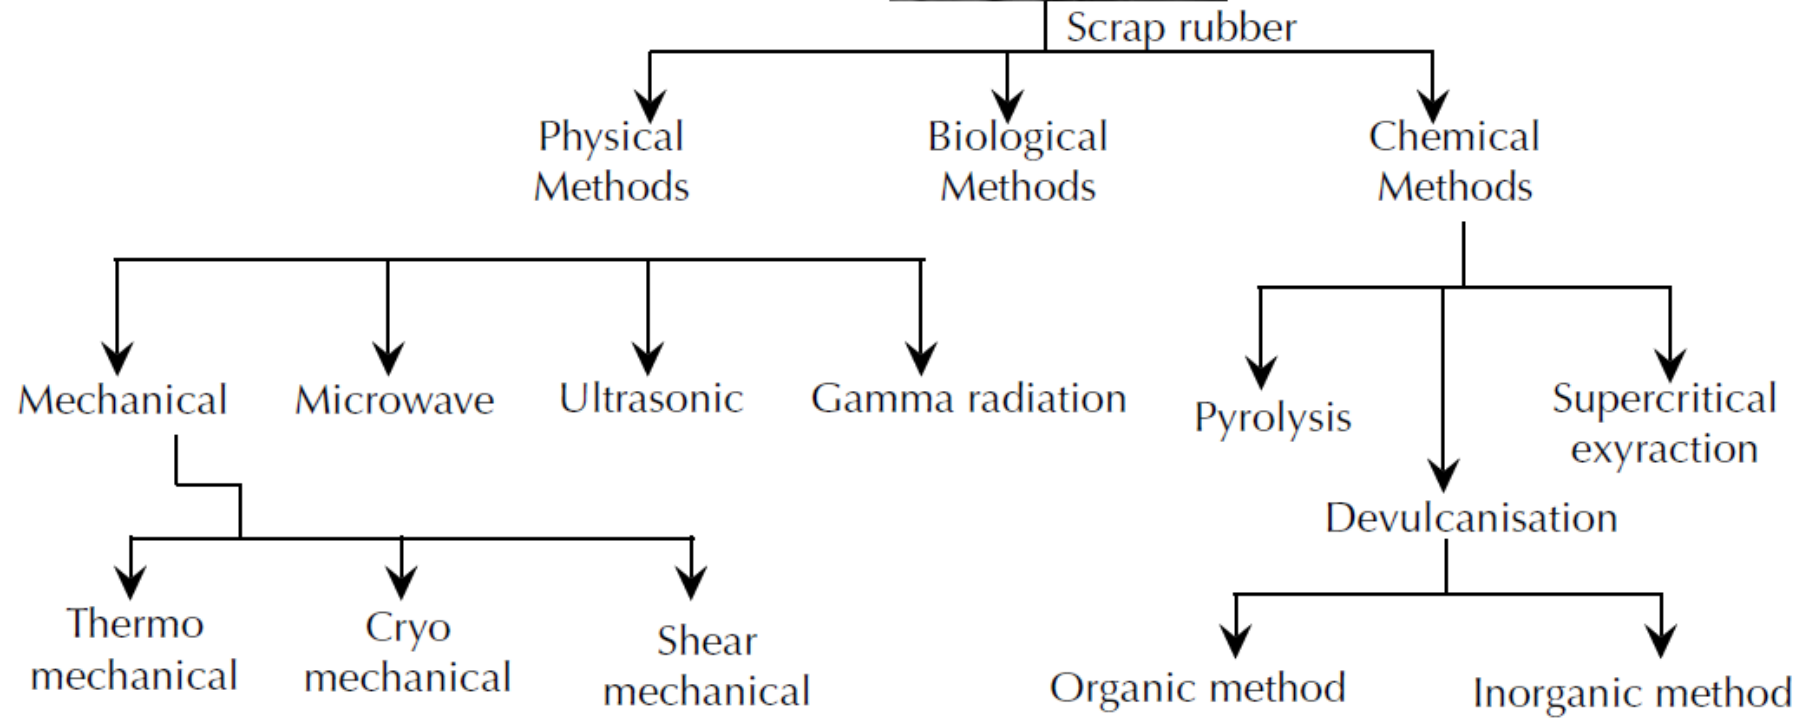 Scrap rubber
Physical
Methods
Biological
Methods
Chemical
Methods
Mechanical
Microwave
Ultrasonic
Gamma radiation
Pyrolysis
Supercritical
exyraction
Devulcanisation
Thermo
mechanical
Cryo
mechanical
Shear
mechanical
Organic method
Inorganic method